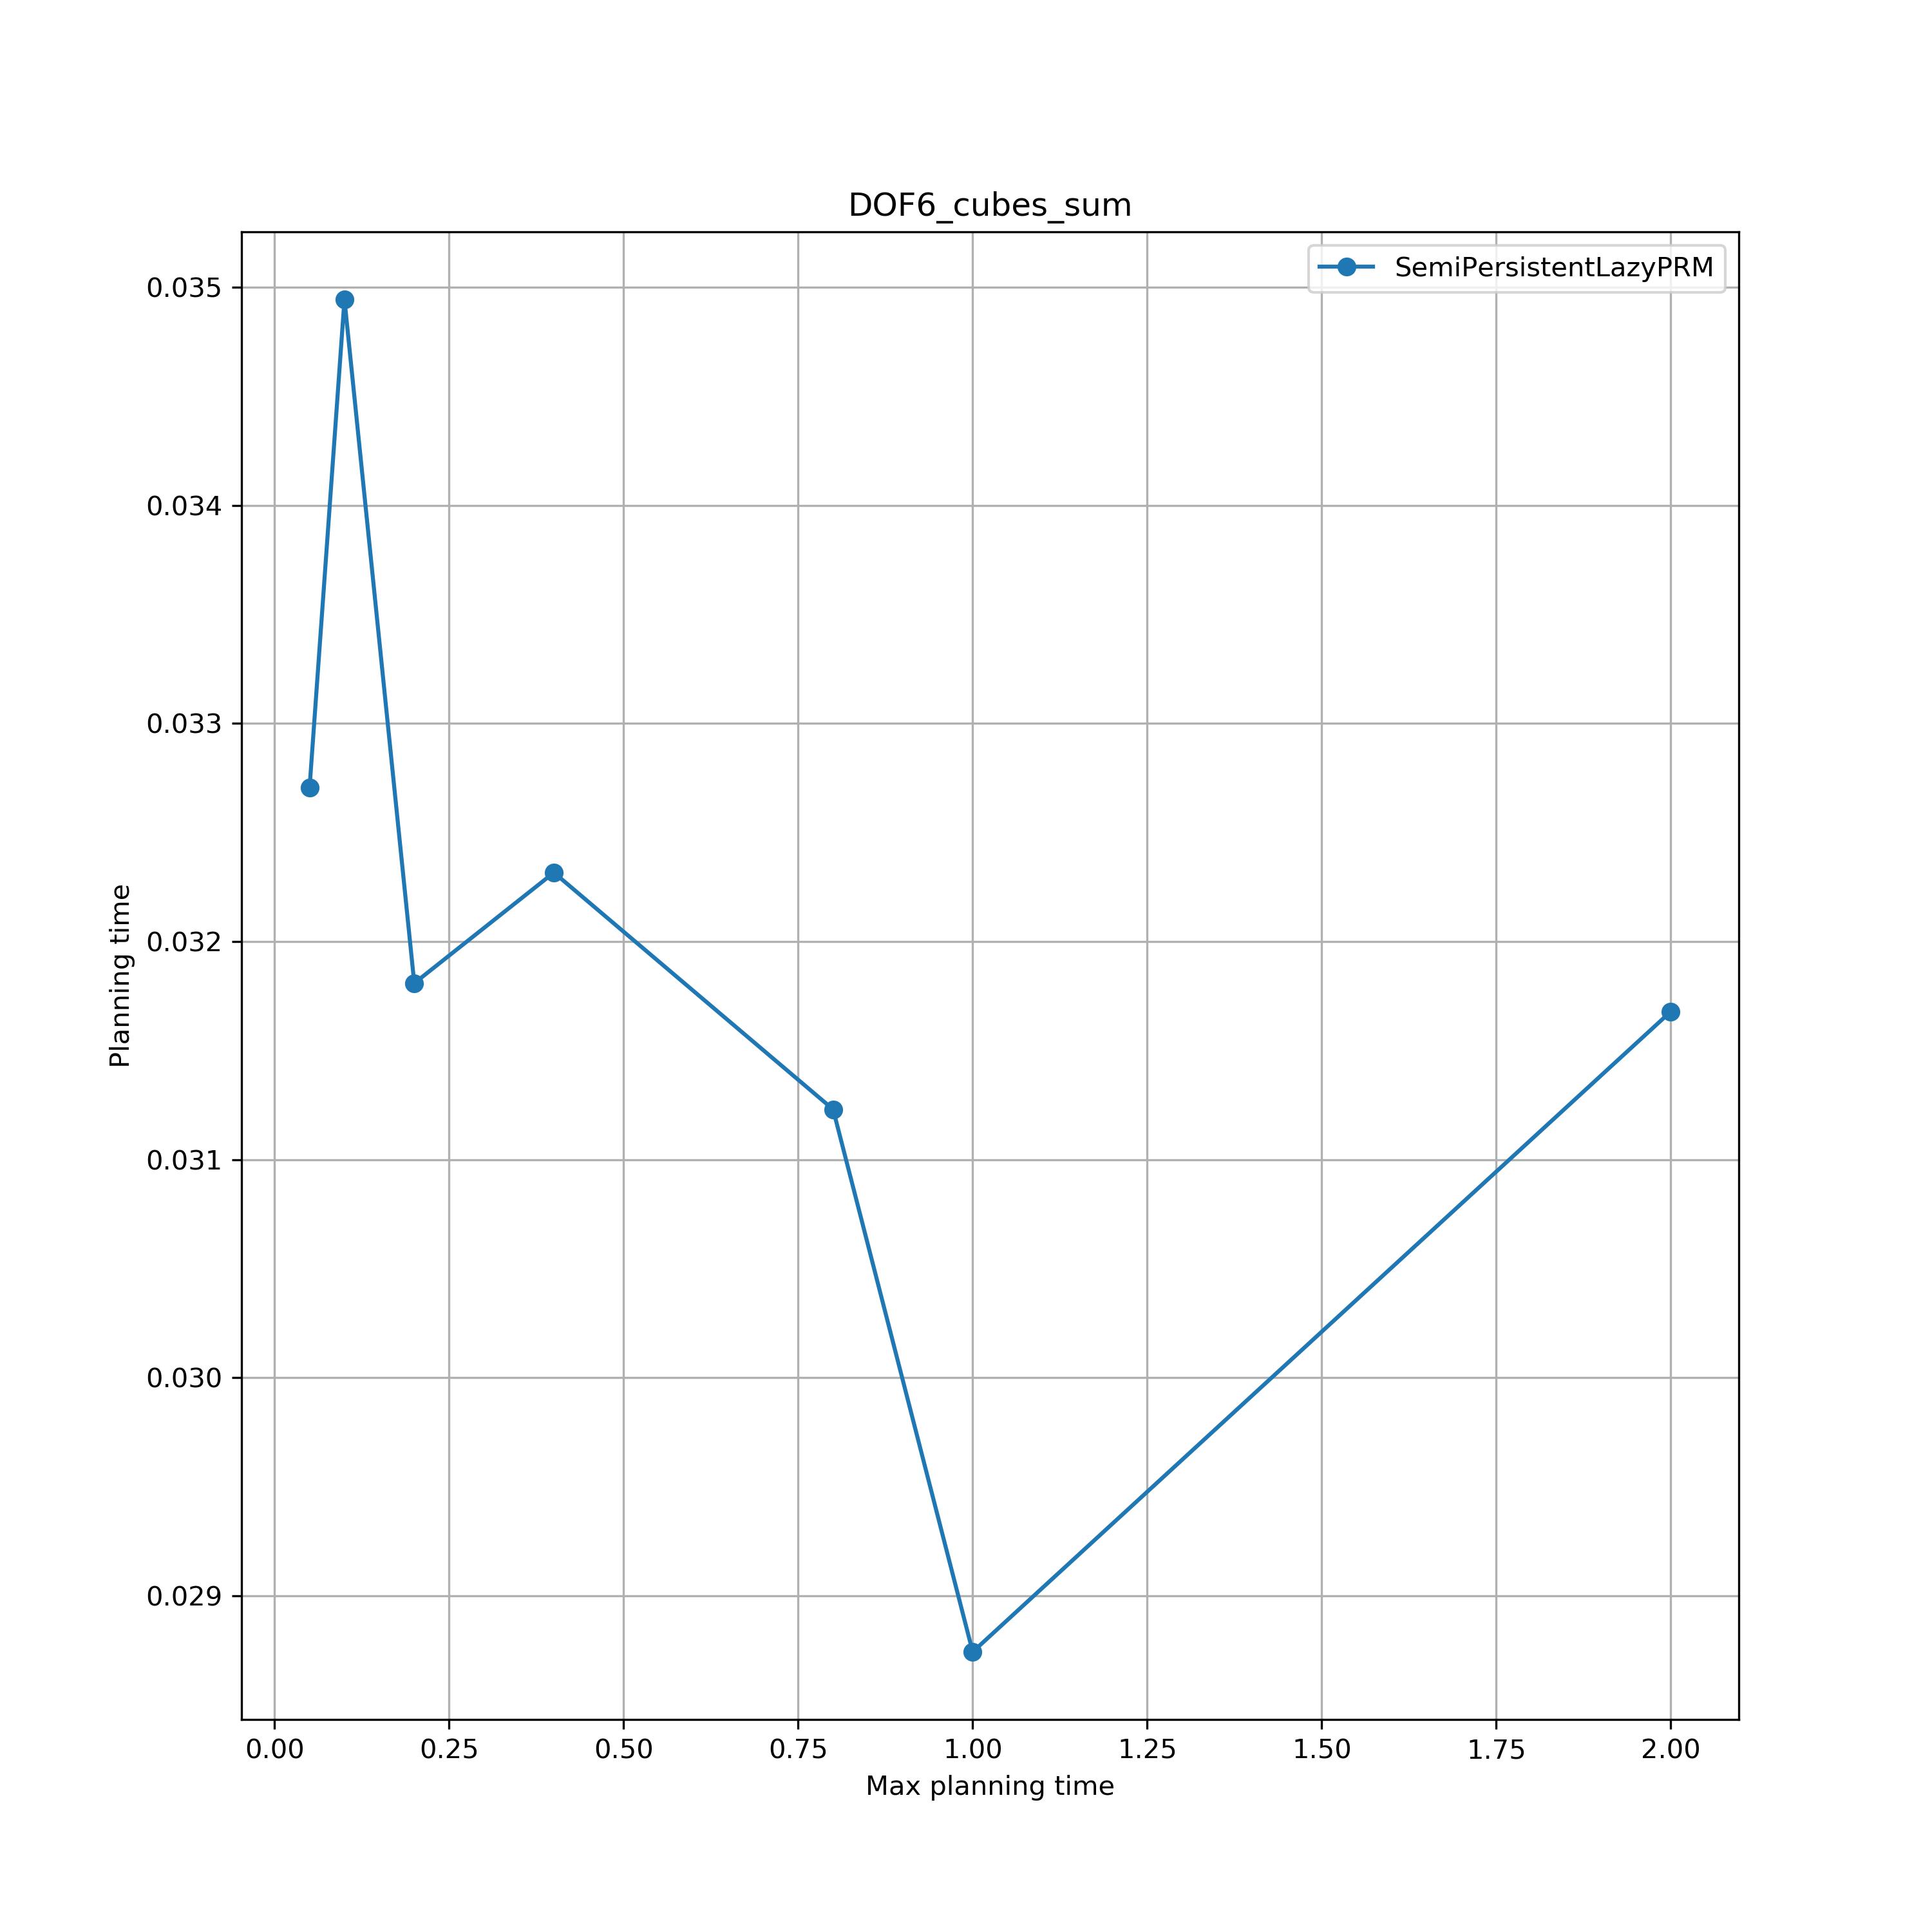 DOF6_cubes_sum
SemiPersistentLazyPRM
0.035
0.034
0.033
0.032
0.031
0.030
0.029
Planning time
0.00 0.25 0.50 0.75 1.00 1.25 1.50 1.75 2.00
Max planning time